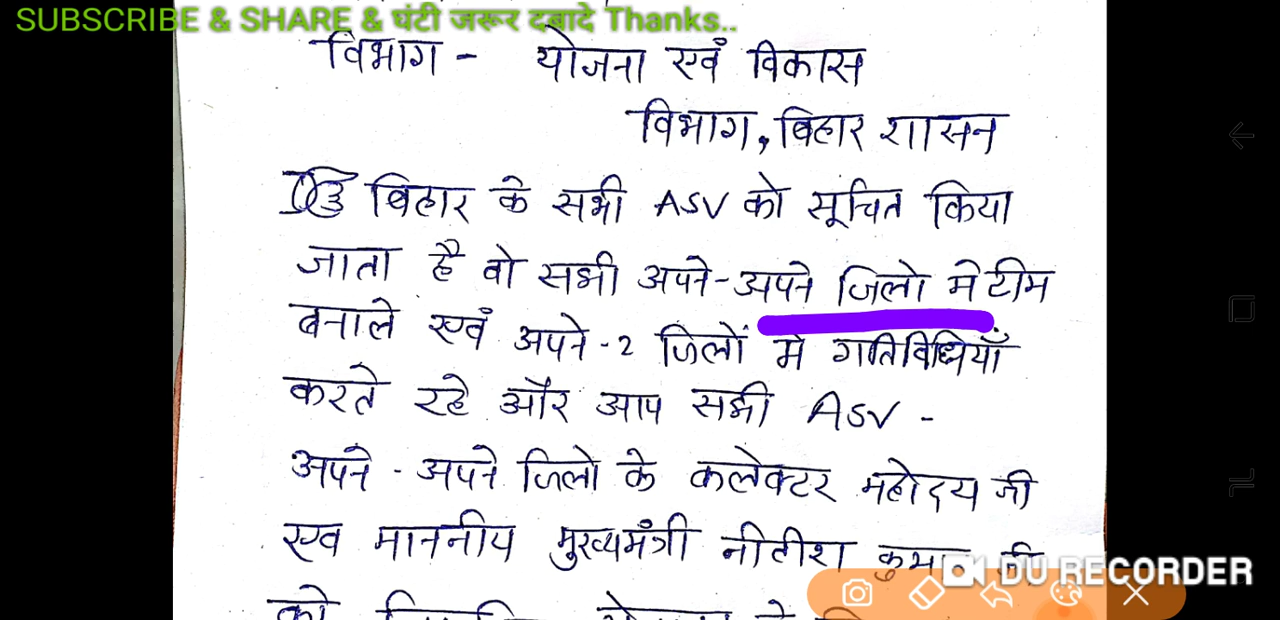 SUBSCRIBE & SHARE & घंटी जरूर दबादे Thanks..
विभाग - योजना एवं विकास
विभाग, बिहार शासन
बिहार के सभी ASV को सूचित किया
जाता है वो सभी अपने-अपने जिलो मे टीम
बनाले एवं अपने-2 जिलों मे गतिविधियाँ
करते रहे और आप सभी ASV -
अपने - अपने जिलो के कलेक्टर महोदय जी
एव माननीय मुख्यमंत्री नीतीश कुमार जी
को
DU RECORDER